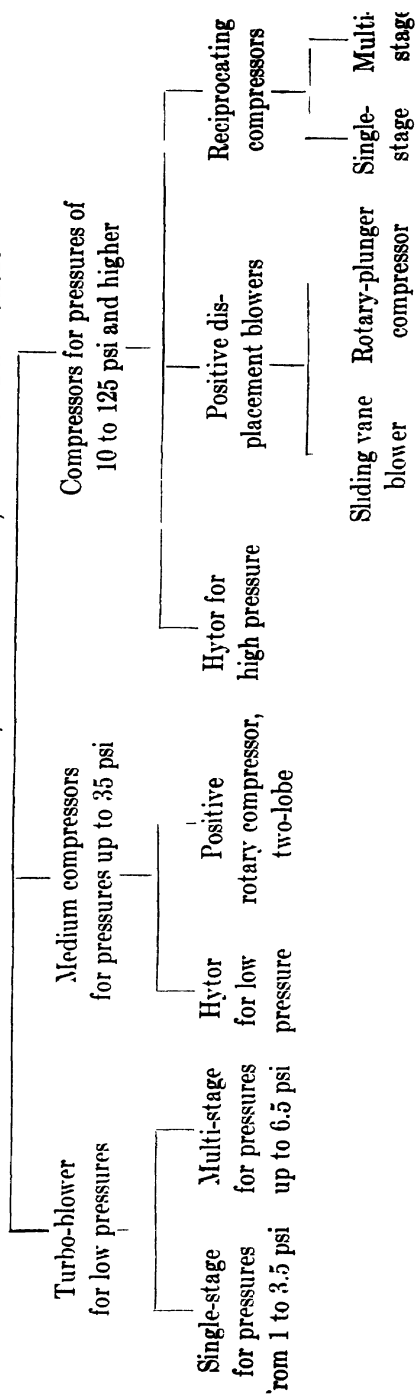 Turbo-blower
for low pressures
Medium compressors
for pressures up to 35 psi
Compressors for pressures of
10 to 125 psi and higher
Single-stage
for pressures
rom 1 to 3.5 psi
Multi-stage
for pressures
up to 6.5 psi
Hytor
for low
pressure
Positive
rotary compressor,
two-lobe
Hytor for
high pressure
Positive dis-
placement blowers
Reciprocating
compressors
Sliding vane
blower
Rotary-plunger
compressor
Single-
stage
Multi-
stage